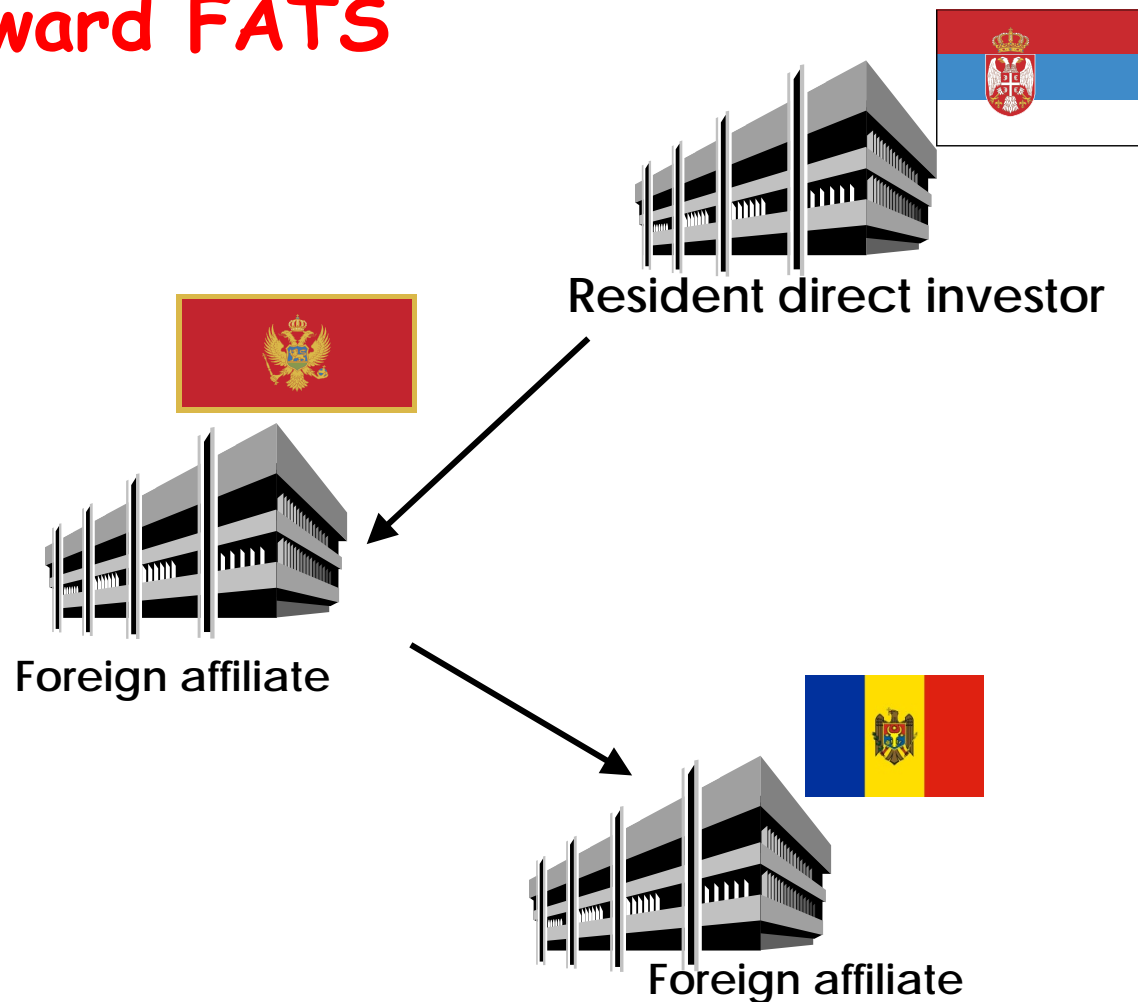 ward FATS
Resident direct investor
Foreign affiliate
Foreign affiliate